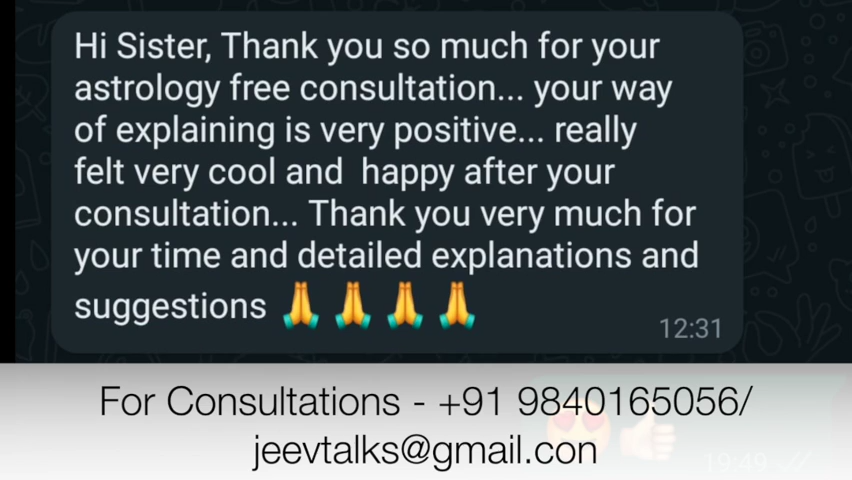 Hi Sister, Thank you so much for your
astrology free consultation... your way
of explaining is very positive... really
felt very cool and happy after your
consultation... Thank you very much for
your time and detailed explanations and
suggestions 🙏 🙏 🙏 🙏
12:31
For Consultations - +91 9840165056/
jeevtalks@gmail.con
19:49